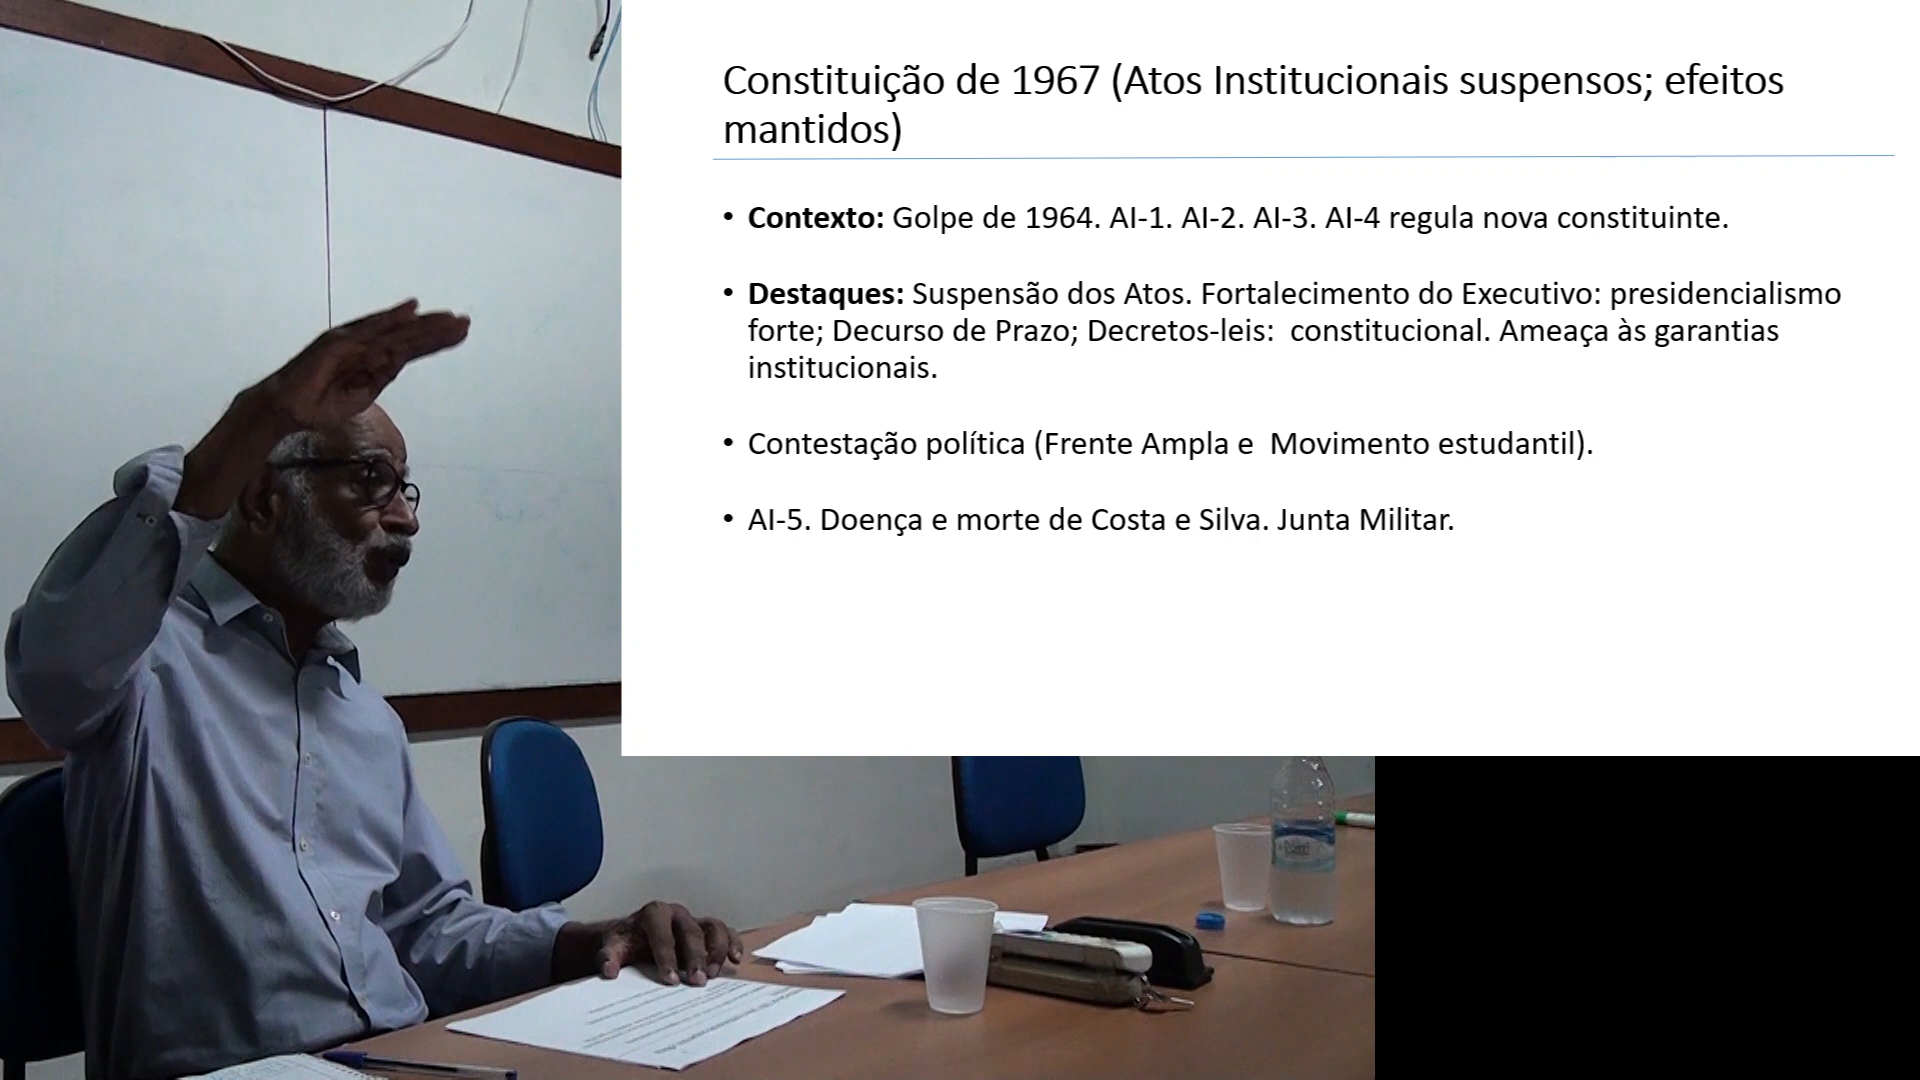 Constituição de 1967 (Atos Institucionais suspensos; efeitos
mantidos)
• Contexto: Golpe de 1964. AI-1. AI-2. AI-3. AI-4 regula nova constituinte.
• Destaques: Suspensão dos Atos. Fortalecimento do Executivo: presidencialismo
forte; Decurso de Prazo; Decretos-leis:  constitucional. Ameaça às garantias
institucionais.
• Contestação política (Frente Ampla e  Movimento estudantil).
• AI-5. Doença e morte de Costa e Silva. Junta Militar.